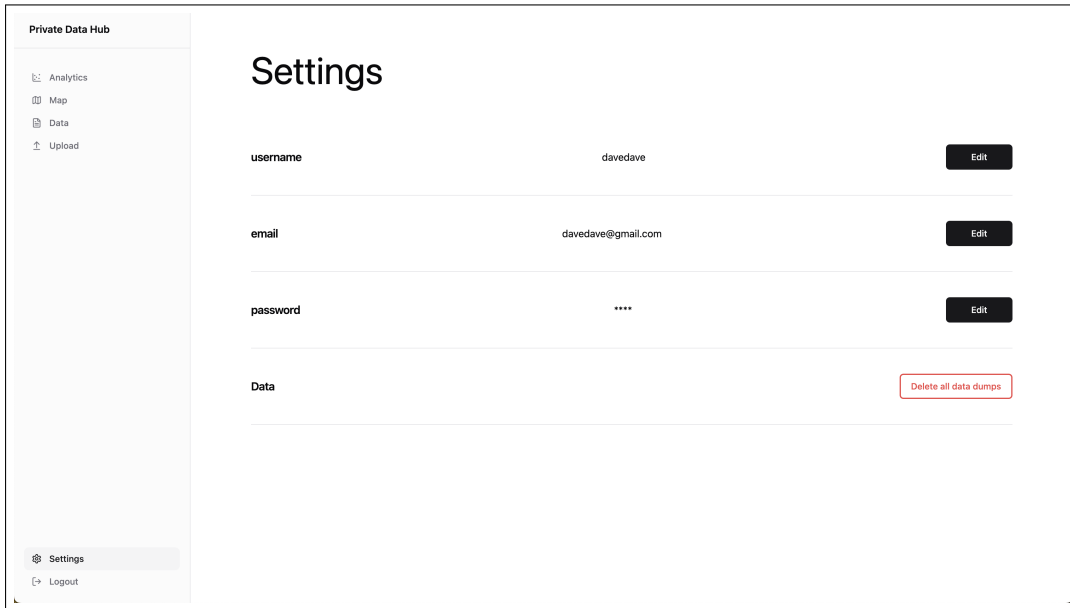 Private Data Hub
Analytics
Map
Data
Upload
Settings
Logout
Settings
username davedave Edit
email davedave@gmail.com Edit
password **** Edit
Data Delete all data dumps